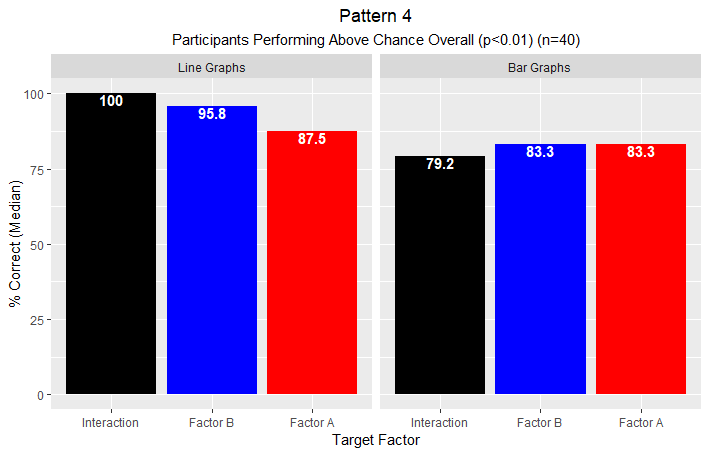 Pattern 4
Participants Performing Above Chance Overall (p<0.01) (n=40)
Line Graphs
Bar Graphs
% Correct (Median)
100
75
50
25
0
100
95.8
87.5
79.2
83.3
83.3
Interaction
Factor B
Factor A
Interaction
Factor B
Factor A
Target Factor